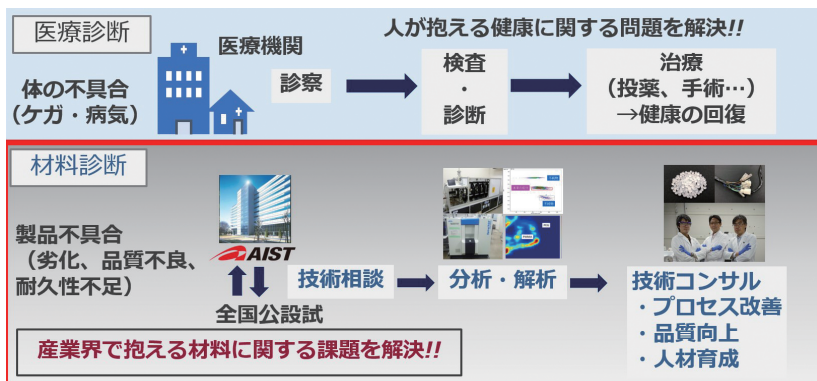 医療診断
医療機関
人が抱える健康に関する問題を解決!!
体の不具合
（ケガ・病気）
診察
検査
・
診断
治療
（投薬、手術…）
→健康の回復
材料診断
製品不具合
（劣化、品質不良、
耐久性不足）
AIST
全国公設試
技術相談
分析・解析
技術コンサル
・プロセス改善
・品質向上
・人材育成
産業界で抱える材料に関する課題を解決!!